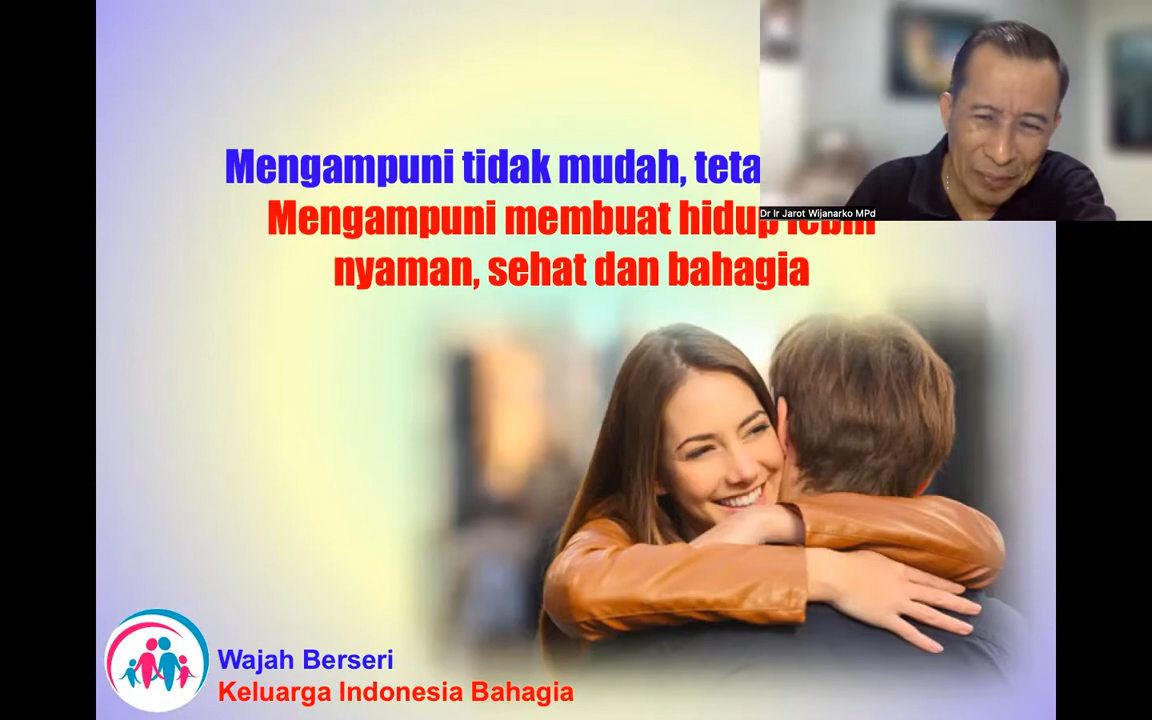 Mengampuni tidak mudah, teta
Dr Ir Jarot Wijanarko MPd
Mengampuni membuat hidup lebih
nyaman, sehat dan bahagia
Wajah Berseri
Keluarga Indonesia Bahagia